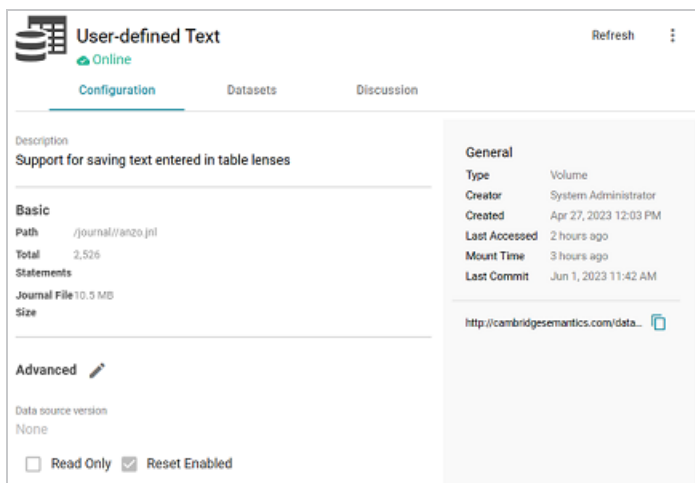 User-defined Text
Online
Refresh
Configuration
Datasets
Discussion
Description
Support for saving text entered in table lenses
Basic
Path /journal//anzo.jnl
Total 2,526
Statements
Journal File 10.5 MB
Size
Advanced
Data source version
None
Read Only
Reset Enabled
General
Type Volume
Creator System Administrator
Created Apr 27, 2023 12:03 PM
Last Accessed 2 hours ago
Mount Time 3 hours ago
Last Commit Jun 1, 2023 11:42 AM
http://cambridgesemantics.com/data...